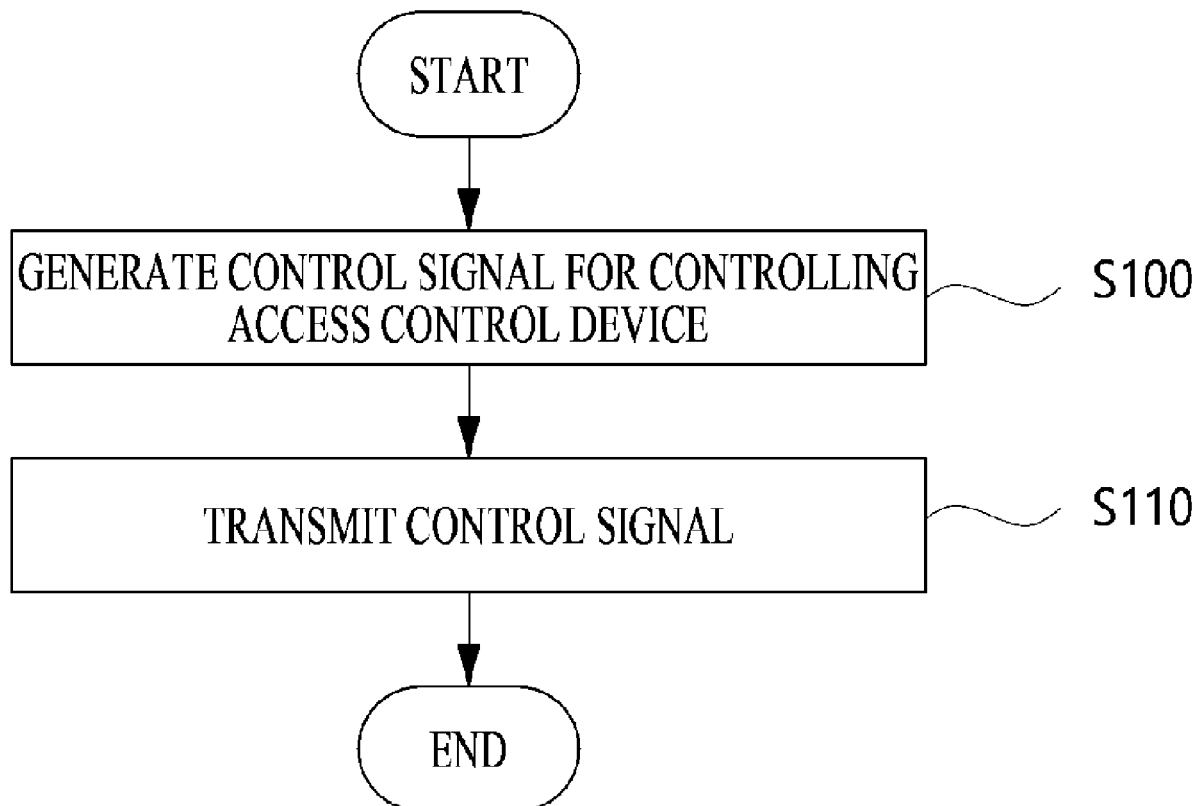 START
GENERATE CONTROL SIGNAL FOR CONTROLLING
ACCESS CONTROL DEVICE
S100
TRANSMIT CONTROL SIGNAL
S110
END